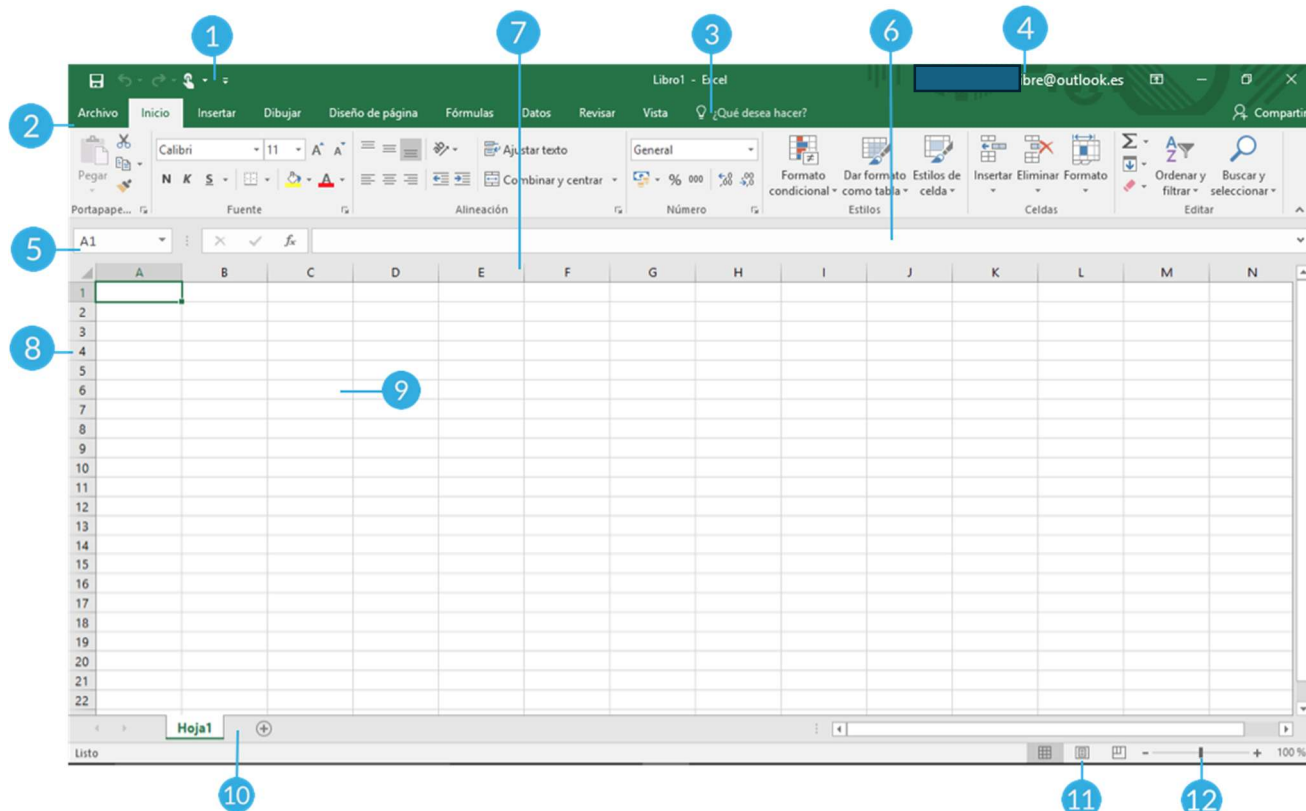 1 7 3 6 4
Libro1 - Excel bre@outlook.es
2 Archivo Inicio Insertar Dibujar Diseño de página Fórmulas Datos Revisar Vista ¿Qué desea hacer? Compartir
Calibri 11 A A Ajustar texto General Σ A Z
Pegar N K S A Combinar y centrar % 000 Formato condicional Dar formato como tabla Estilos de celda Insertar Eliminar Formato Ordenar y filtrar Buscar y seleccionar
Portapape... Fuente Alineación Número Estilos Celdas Editar
5 A1 fx
A B C D E F G H I J K L M N
1
2
3
8 4
5
6 9
7
8
9
10
11
12
13
14
15
16
17
18
19
20
21
22
Hoja1
Listo 100 %
10 11 12